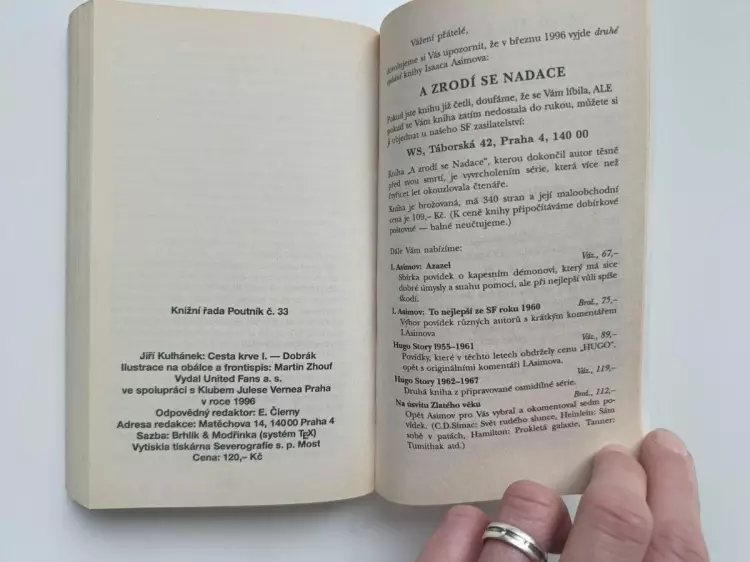 Knižní řada Poutník č. 33
Jiří Kulhánek: Cesta krve I. — Dobrák
Ilustrace na obálce a frontispis: Martin Zhouf
Vydal United Fans a. s.
ve spolupráci s Klubem Julese Vernea Praha
v roce 1996
Odpovědný redaktor: E. Čierny
Adresa redakce: Matěchova 14, 140 00 Praha 4
Sazba: Brhlík & Modřinka (systém TEX)
Vytiskla tiskárna Severografie s. p. Most
Cena: 120,– Kč
Vážení přátelé,
si Vás upozornit, že v březnu 1996 vyjde druhé
knihy Isaaca Asimova:
A ZRODÍ SE NADACE
Pokud jste knihu již četli, doufáme, že se Vám líbila, ALE
pokud se Vám kniha zatím nedostala do rukou, můžete si
ji objednat u našeho SF zasilatelství:
WS, Táborská 42, Praha 4, 140 00
Kniha „A zrodí se Nadace“, kterou dokončil autor těsně
před svou smrtí, je vyvrcholením série, která více než
čtyřicet let okouzlovala čtenáře.
Kniha je brožovaná, má 340 stran a její maloobchodní
cena je 109,– Kč. (K ceně knihy připočítáváme dobírkové
poštovné — balné neučtujeme.)
Dále Vám nabízíme:
I. Asimov: Azazel Váz., 67,–
Sbírka povídek o kapesním démonovi, který má sice
dobré úmysly a snahu pomoci, ale při nejlepší vůli spíše
škodí.
I. Asimov: To nejlepší ze SF roku 1960 Brož., 75,–
Výbor povídek různých autorů s krátkým komentářem
I.Asimova
Hugo Story 1955–1961 Váz., 89,–
Povídky, které v těchto letech obdržely cenu „HUGO“,
opět s originálními komentáři I.Asimova.
Hugo Story 1962–1967 Váz., 119,–
Druhá kniha z připravované osmidílné série.
Na úsvitu Zlatého věku Brož., 112,–
Opět Asimov pro Vás vybral a okomentoval sedm po-
vídek. (C.D.Simac: Svět rudého slunce, Heinlein: Sám
sobě v patách, Hamilton: Prokletá galaxie, Tanner:
Tumithak atd.)